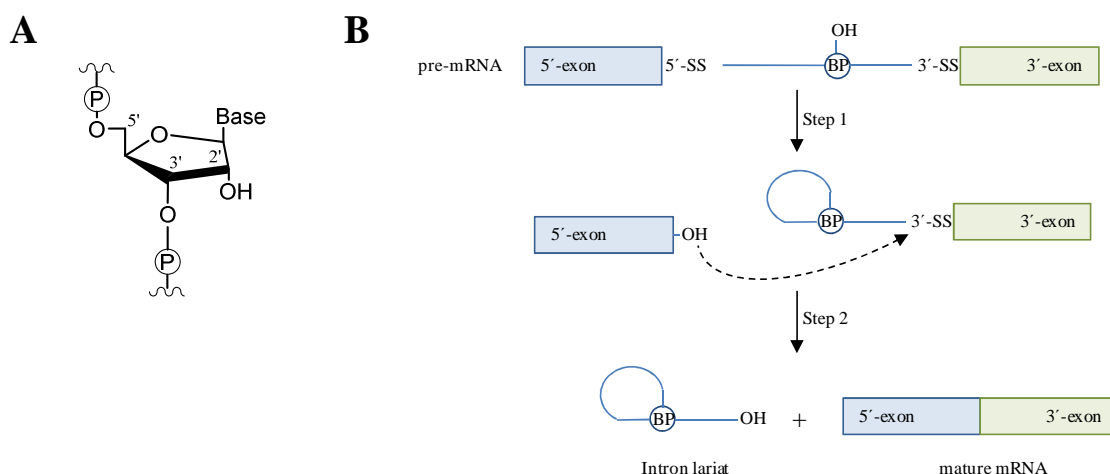 A
P
O
5'
O
Base
3'
2'
OH
O
P
B
OH
pre-mRNA
5´-exon
5´-SS
BP
3´-SS
3´-exon
Step 1
BP
3´-SS
3´-exon
5´-exon
OH
Step 2
BP
OH
+
5´-exon
3´-exon
Intron lariat
mature mRNA